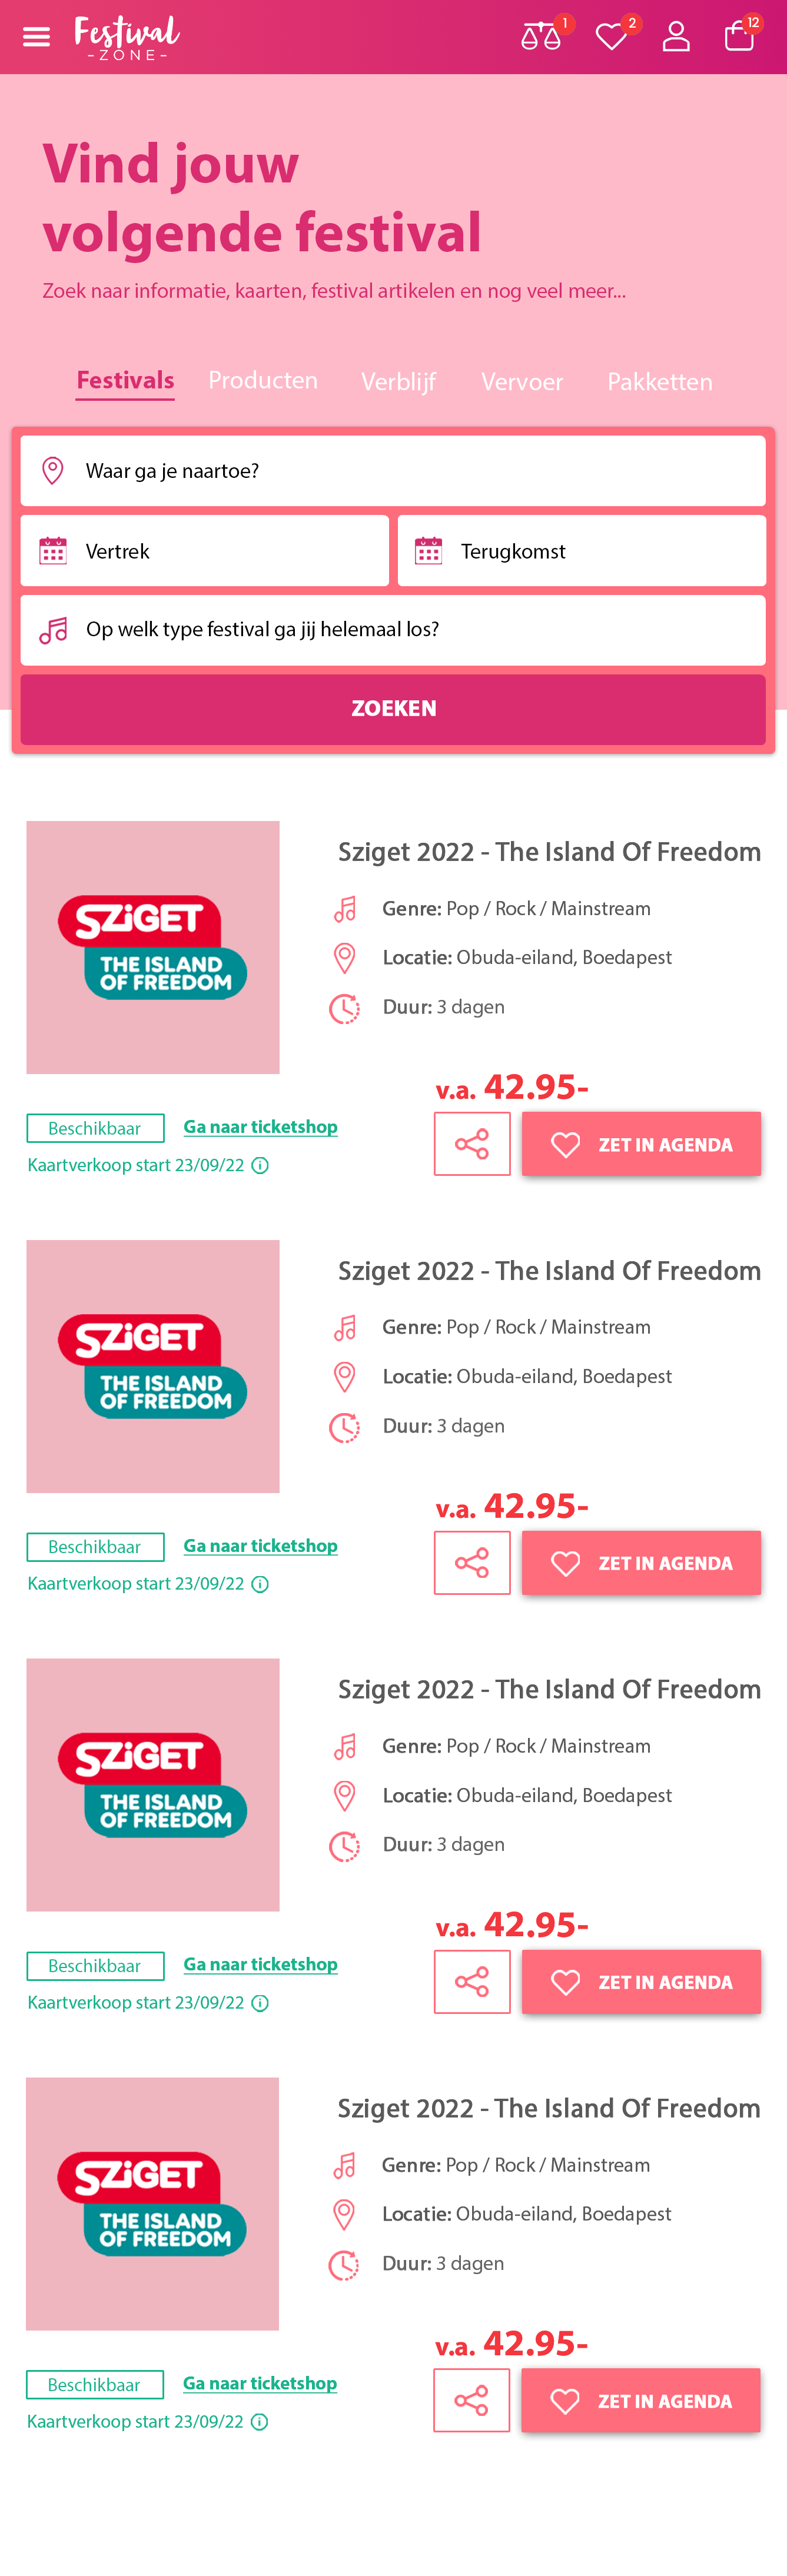 Festival
- ZONE -
1
2
12
Vind jouw
volgende festival
Zoek naar informatie, kaarten, festival artikelen en nog veel meer...
Festivals Producten Verblijf Vervoer Pakketten
Waar ga je naartoe?
Vertrek
Terugkomst
Op welk type festival ga jij helemaal los?
ZOEKEN
SZiGET
THE ISLAND
OF FREEDOM
Sziget 2022 - The Island Of Freedom
Genre: Pop / Rock / Mainstream
Locatie: Obuda-eiland, Boedapest
Duur: 3 dagen
v.a. 42.95-
Beschikbaar
Ga naar ticketshop
Kaartverkoop start 23/09/22
ZET IN AGENDA
SZiGET
THE ISLAND
OF FREEDOM
Sziget 2022 - The Island Of Freedom
Genre: Pop / Rock / Mainstream
Locatie: Obuda-eiland, Boedapest
Duur: 3 dagen
v.a. 42.95-
Beschikbaar
Ga naar ticketshop
Kaartverkoop start 23/09/22
ZET IN AGENDA
SZiGET
THE ISLAND
OF FREEDOM
Sziget 2022 - The Island Of Freedom
Genre: Pop / Rock / Mainstream
Locatie: Obuda-eiland, Boedapest
Duur: 3 dagen
v.a. 42.95-
Beschikbaar
Ga naar ticketshop
Kaartverkoop start 23/09/22
ZET IN AGENDA
SZiGET
THE ISLAND
OF FREEDOM
Sziget 2022 - The Island Of Freedom
Genre: Pop / Rock / Mainstream
Locatie: Obuda-eiland, Boedapest
Duur: 3 dagen
v.a. 42.95-
Beschikbaar
Ga naar ticketshop
Kaartverkoop start 23/09/22
ZET IN AGENDA